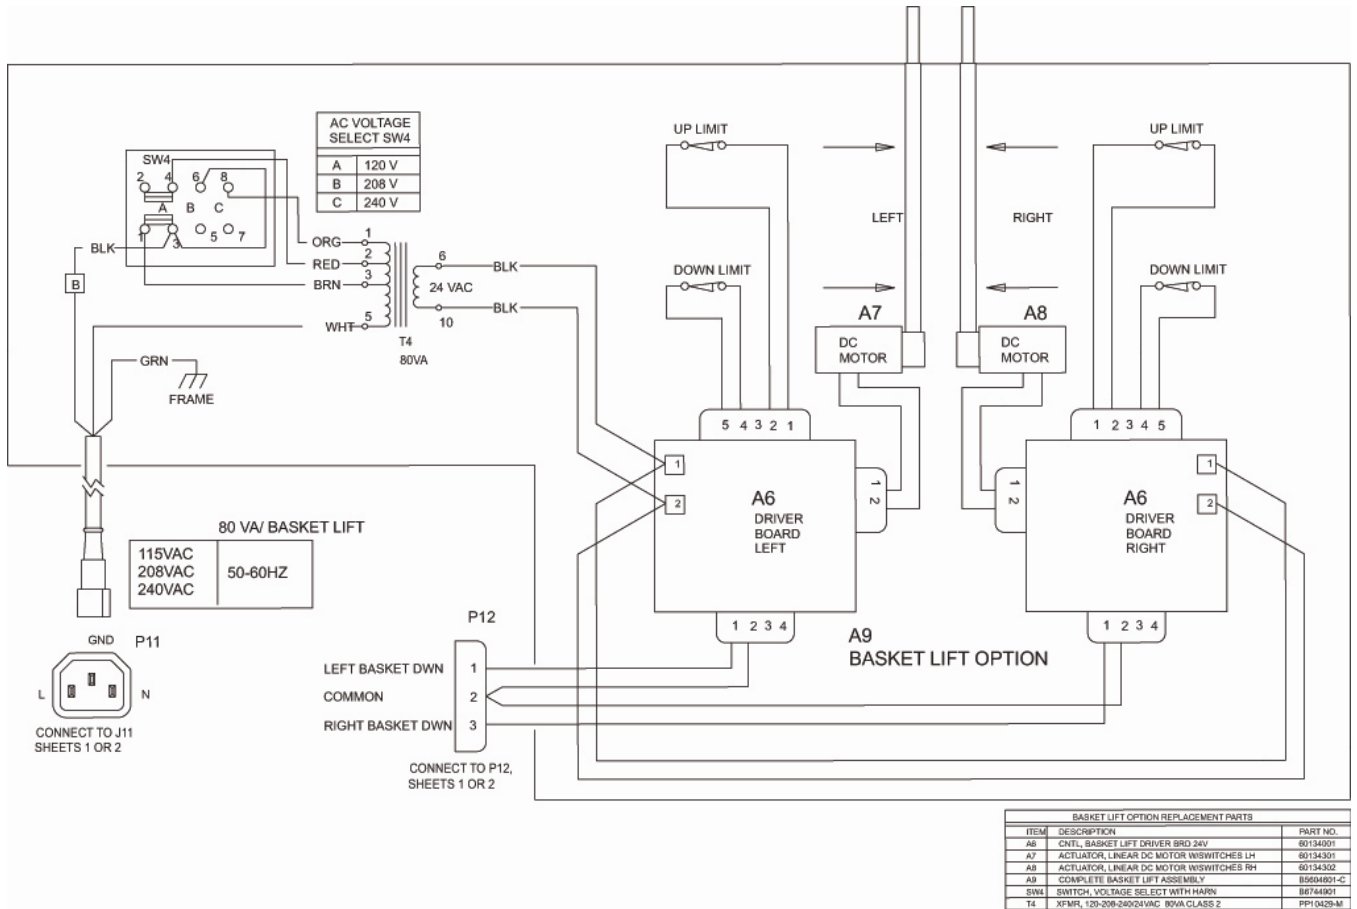 AC VOLTAGE
SELECT SW4
A 120 V
B 208 V
C 240 V
SW4
2 4 6 8
A B C
1 3 5 7
BLK
B
ORG 1
RED 2
BRN 3
WHT 5
6
24 VAC
10
BLK
BLK
T4
80VA
GRN
FRAME
UP LIMIT
DOWN LIMIT
LEFT
RIGHT
UP LIMIT
DOWN LIMIT
A7
DC
MOTOR
A8
DC
MOTOR
5 4 3 2 1
1
2
A6
DRIVER
BOARD
LEFT
1 2
1 2 3 4
1 2 3 4 5
1 2
A6
DRIVER
BOARD
RIGHT
1
2
1 2 3 4
A9
BASKET LIFT OPTION
80 VA/ BASKET LIFT
115VAC
208VAC
240VAC
50-60HZ
GND P11
L N
CONNECT TO J11
SHEETS 1 OR 2
P12
LEFT BASKET DWN 1
COMMON 2
RIGHT BASKET DWN 3
CONNECT TO P12,
SHEETS 1 OR 2
BASKET LIFT OPTION REPLACEMENT PARTS
ITEM DESCRIPTION PART NO.
A6 CNTL, BASKET LIFT DRIVER BRD 24V 60134001
A7 ACTUATOR, LINEAR DC MOTOR W/SWITCHES LH 60134301
A8 ACTUATOR, LINEAR DC MOTOR W/SWITCHES RH 60134302
A9 COMPLETE BASKET LIFT ASSEMBLY B5604801-C
SW4 SWITCH, VOLTAGE SELECT WITH HARN B6744901
T4 XFMR, 120-208-240/24VAC 80VA CLASS 2 PP10429-M